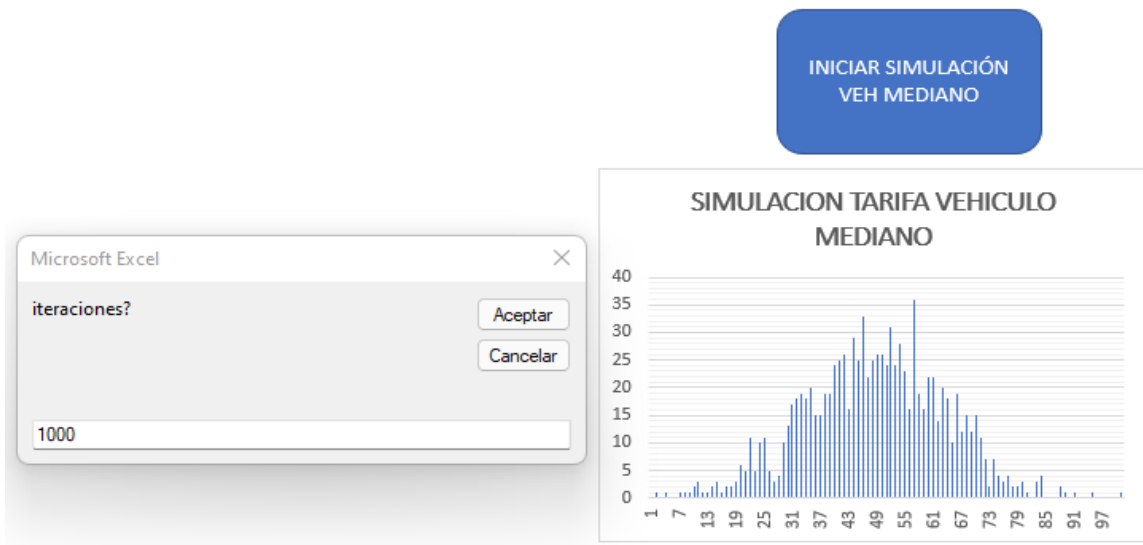 INICIAR SIMULACIÓN
VEH MEDIANO
Microsoft Excel
iteraciones?
Aceptar
Cancelar
1000
SIMULACION TARIFA VEHICULO
MEDIANO
40
35
30
25
20
15
10
5
0
1 7 13 19 25 31 37 43 49 55 61 67 73 79 85 91 97